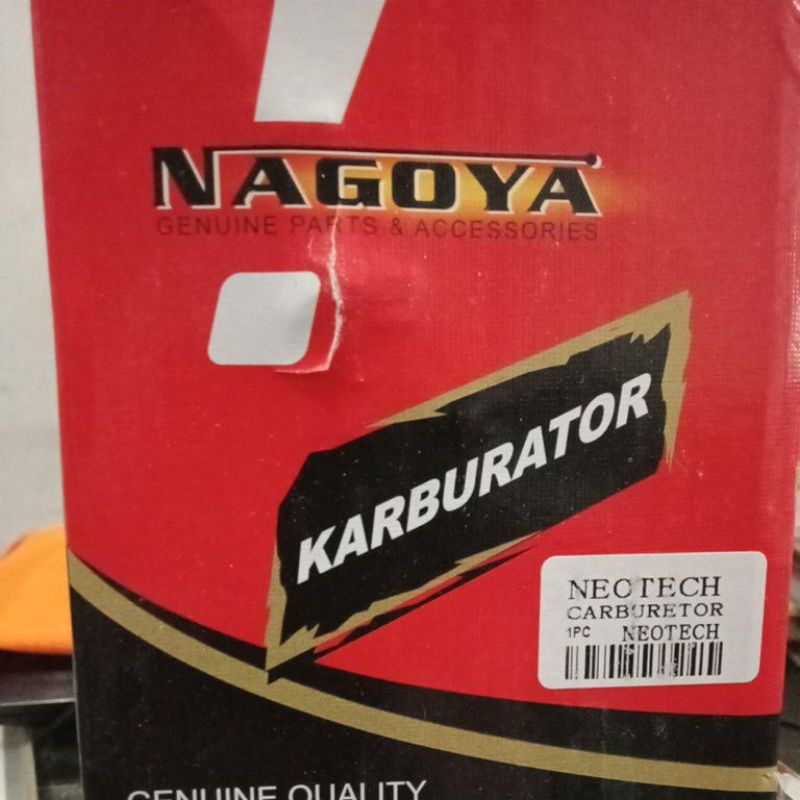 NAGOYA
GENUINE PARTS & ACCESSORIES
KARBURATOR
NEOTECH
CARBURETOR
1PC NEOTECH
GENUINE QUALITY